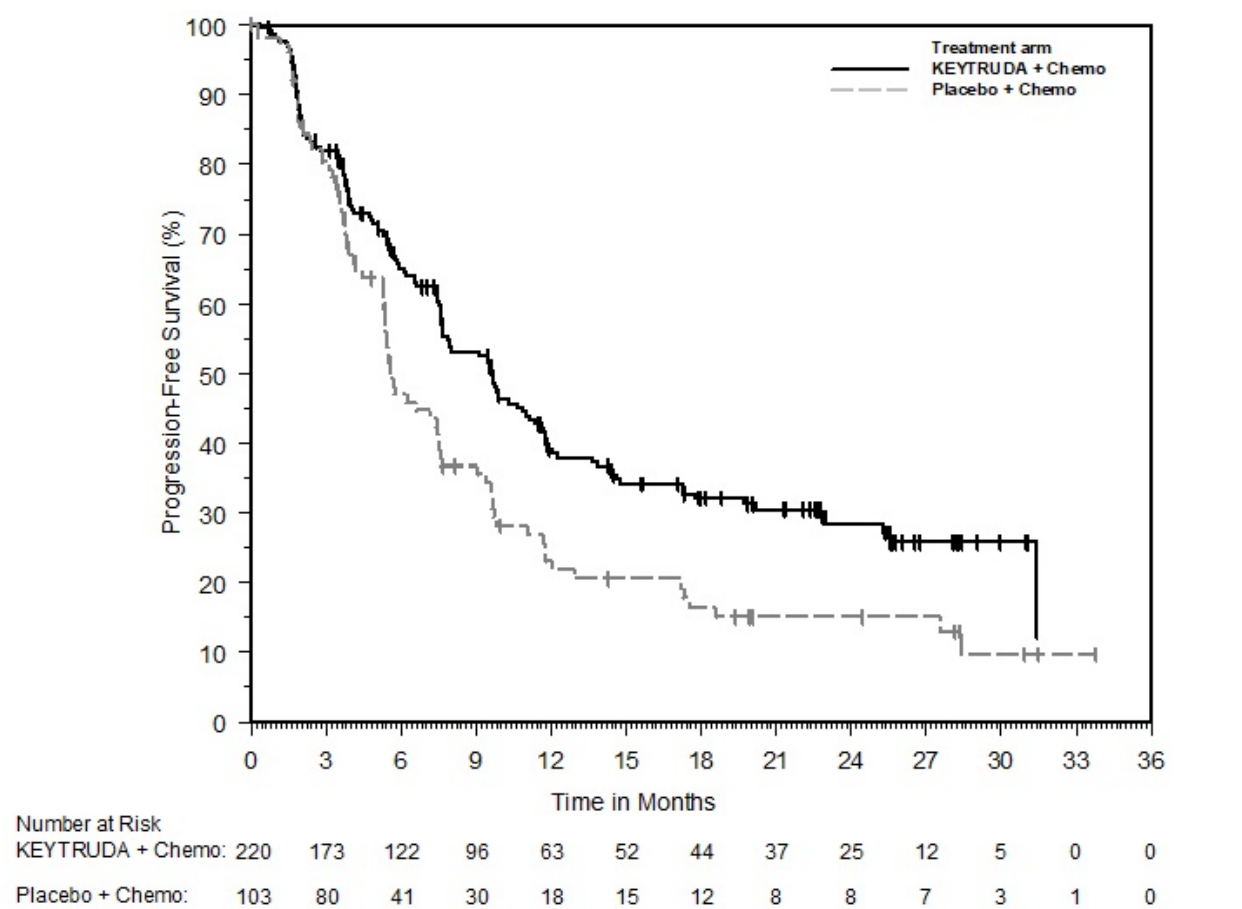 Treatment arm
KEYTRUDA + Chemo
Placebo + Chemo
Progression-Free Survival (%)
100
90
80
70
60
50
40
30
20
10
0
0 3 6 9 12 15 18 21 24 27 30 33 36
Time in Months
Number at Risk
KEYTRUDA + Chemo: 220 173 122 96 63 52 44 37 25 12 5 0 0
Placebo + Chemo: 103 80 41 30 18 15 12 8 8 7 3 1 0